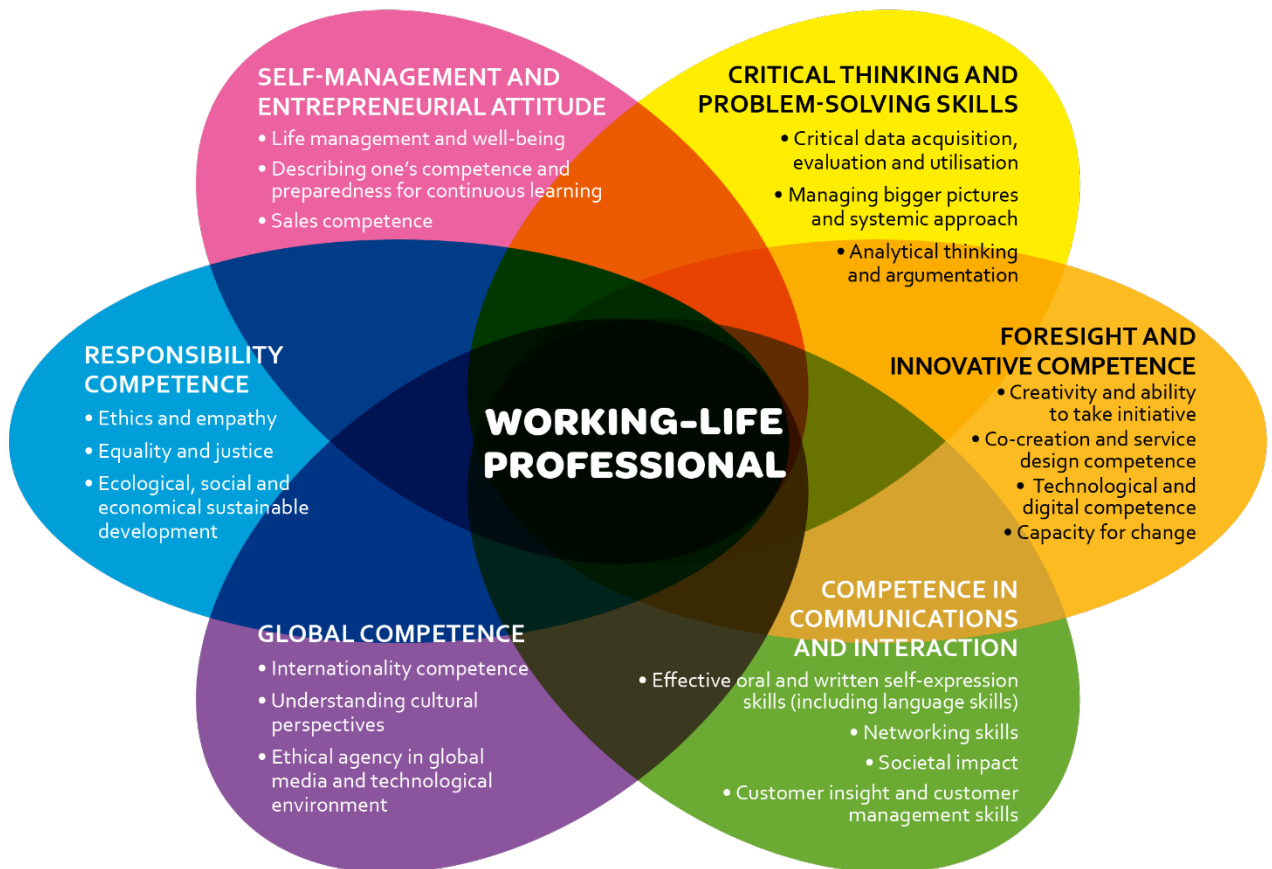 SELF-MANAGEMENT AND
ENTREPRENEURIAL ATTITUDE
• Life management and well-being
• Describing one's competence and
preparedness for continuous learning
• Sales competence
CRITICAL THINKING AND
PROBLEM-SOLVING SKILLS
• Critical data acquisition,
evaluation and utilisation
• Managing bigger pictures
and systemic approach
• Analytical thinking
and argumentation
RESPONSIBILITY
COMPETENCE
• Ethics and empathy
• Equality and justice
• Ecological, social and
economical sustainable
development
WORKING-LIFE
PROFESSIONAL
FORESIGHT AND
INNOVATIVE COMPETENCE
• Creativity and ability
to take initiative
• Co-creation and service
design competence
• Technological and
digital competence
• Capacity for change
GLOBAL COMPETENCE
• Internationality competence
• Understanding cultural
perspectives
• Ethical agency in global
media and technological
environment
COMPETENCE IN
COMMUNICATIONS
AND INTERACTION
• Effective oral and written self-expression
skills (including language skills)
• Networking skills
• Societal impact
• Customer insight and customer
management skills